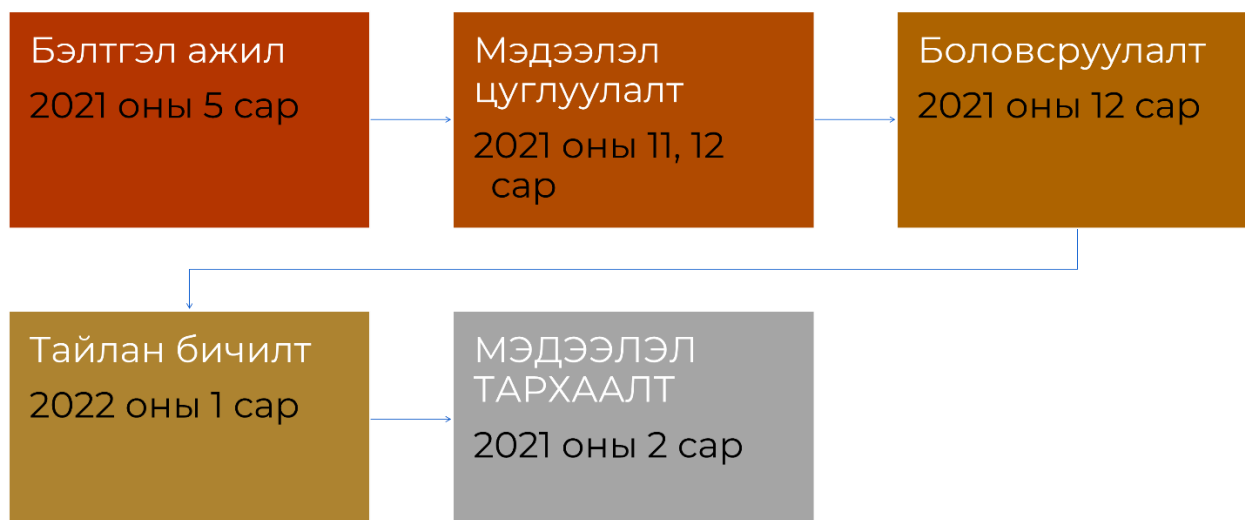 Бэлтгэл ажил
2021 оны 5 сар
Мэдээлэл
цуглуулалт
2021 оны 11, 12
сар
Боловсруулалт
2021 оны 12 сар
Тайлан бичилт
2022 оны 1 сар
МЭДЭЭЛЭЛ
ТАРХААЛТ
2021 оны 2 сар